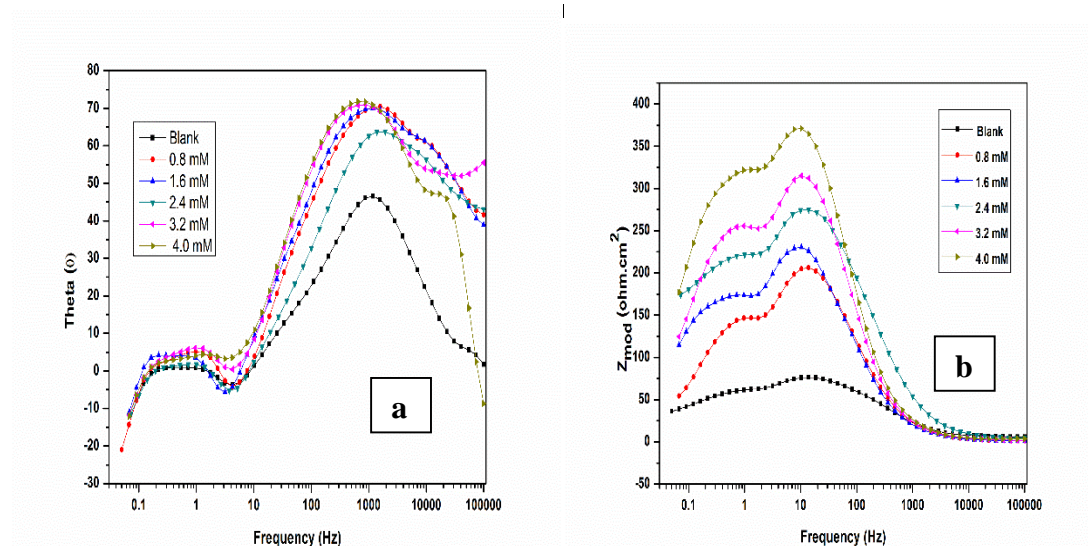 80
70
60
50
40
30
20
10
0
-10
-20
-30
Theta (o)
Blank
0.8 mM
1.6 mM
2.4 mM
3.2 mM
4.0 mM
a
0.1
1
10
100
1000
10000
100000
Frequency (Hz)
400
350
300
250
200
150
100
50
0
-50
Zmod (ohm.cm²)
Blank
0.8 mM
1.6 mM
2.4 mM
3.2 mM
4.0 mM
b
0.1
1
10
100
1000
10000
100000
Frequency (Hz)